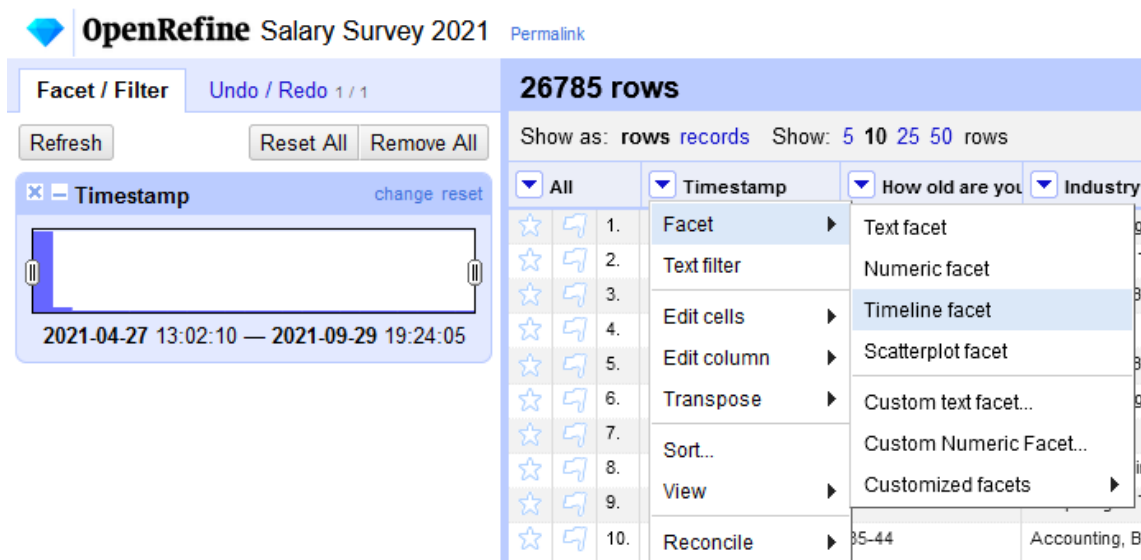 OpenRefine Salary Survey 2021 Permalink
Facet / Filter Undo / Redo 1 / 1
Refresh Reset All Remove All
Timestamp change reset
2021-04-27 13:02:10 — 2021-09-29 19:24:05
26785 rows
Show as: rows records Show: 5 10 25 50 rows
All Timestamp How old are you Industry
1.
2.
3.
4.
5.
6.
7.
8.
9.
10. 35-44 Accounting, B
Facet
Text filter
Edit cells
Edit column
Transpose
Sort...
View
Reconcile
Text facet
Numeric facet
Timeline facet
Scatterplot facet
Custom text facet...
Custom Numeric Facet...
Customized facets